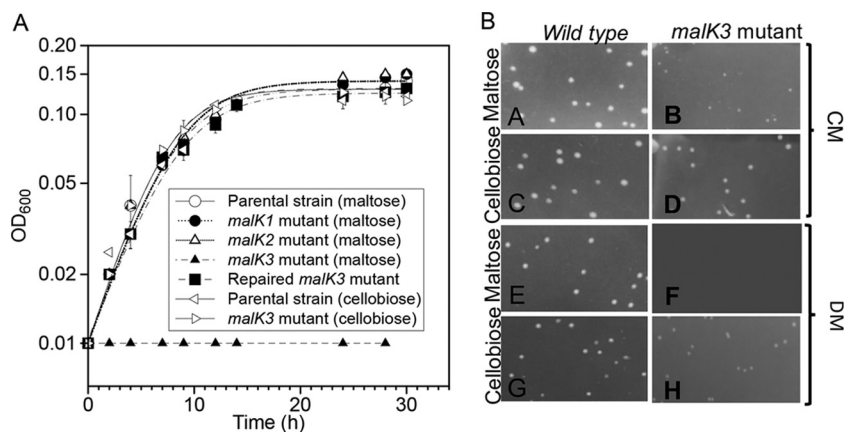 A
0.20
0.15
0.10
0.05
0.02
0.01
OD600
0
10
20
30
Time (h)
Parental strain (maltose)
malK1 mutant (maltose)
malK2 mutant (maltose)
malK3 mutant (maltose)
Repaired malK3 mutant
Parental strain (cellobiose)
malK3 mutant (cellobiose)
B
Wild type malK3 mutant
Maltose
A
B
Cellobiose
C
D
CM
Maltose
E
F
Cellobiose
G
H
DM